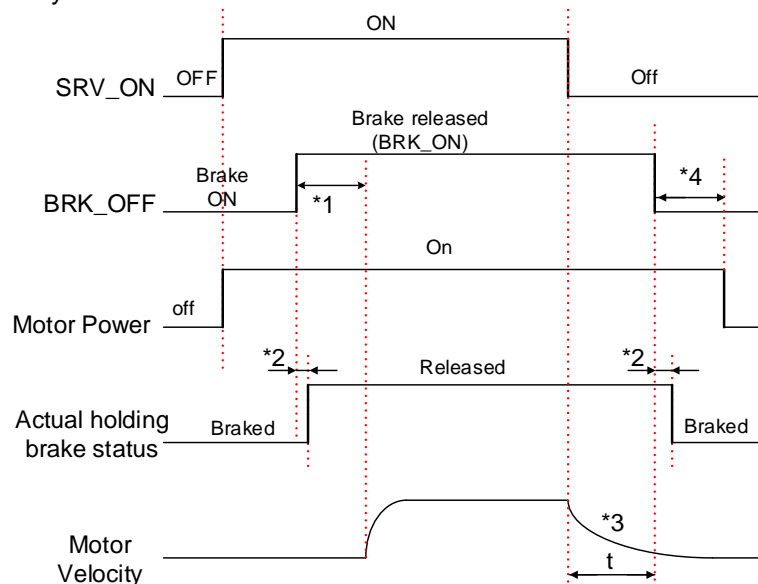 ON
OFF
Off
SRV_ON
Brake released
(BRK_ON)
Brake
ON
*4
*1
BRK_OFF
On
off
Motor Power
*2
Released
*2
Actual holding
brake status
Braked
Braked
*3
Motor
Velocity
t